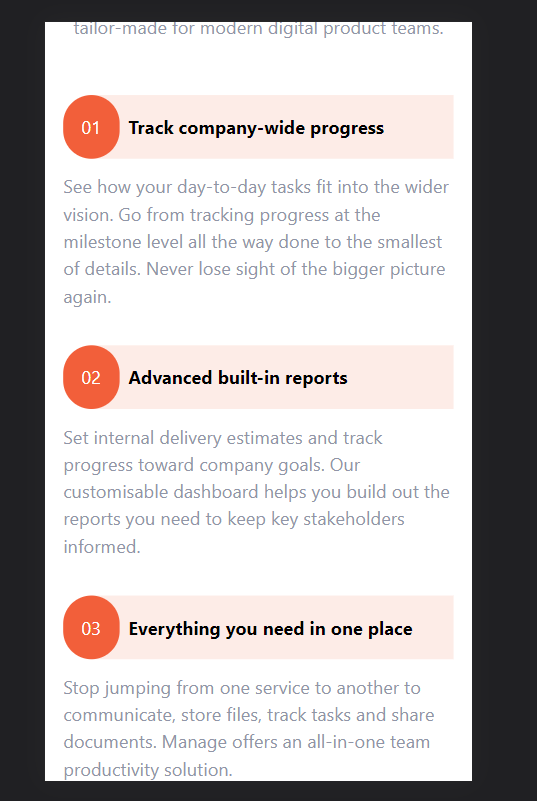 tailor-made for modern digital product teams.
01 Track company-wide progress
See how your day-to-day tasks fit into the wider
vision. Go from tracking progress at the
milestone level all the way done to the smallest
of details. Never lose sight of the bigger picture
again.
02 Advanced built-in reports
Set internal delivery estimates and track
progress toward company goals. Our
customisable dashboard helps you build out the
reports you need to keep key stakeholders
informed.
03 Everything you need in one place
Stop jumping from one service to another to
communicate, store files, track tasks and share
documents. Manage offers an all-in-one team
productivity solution.